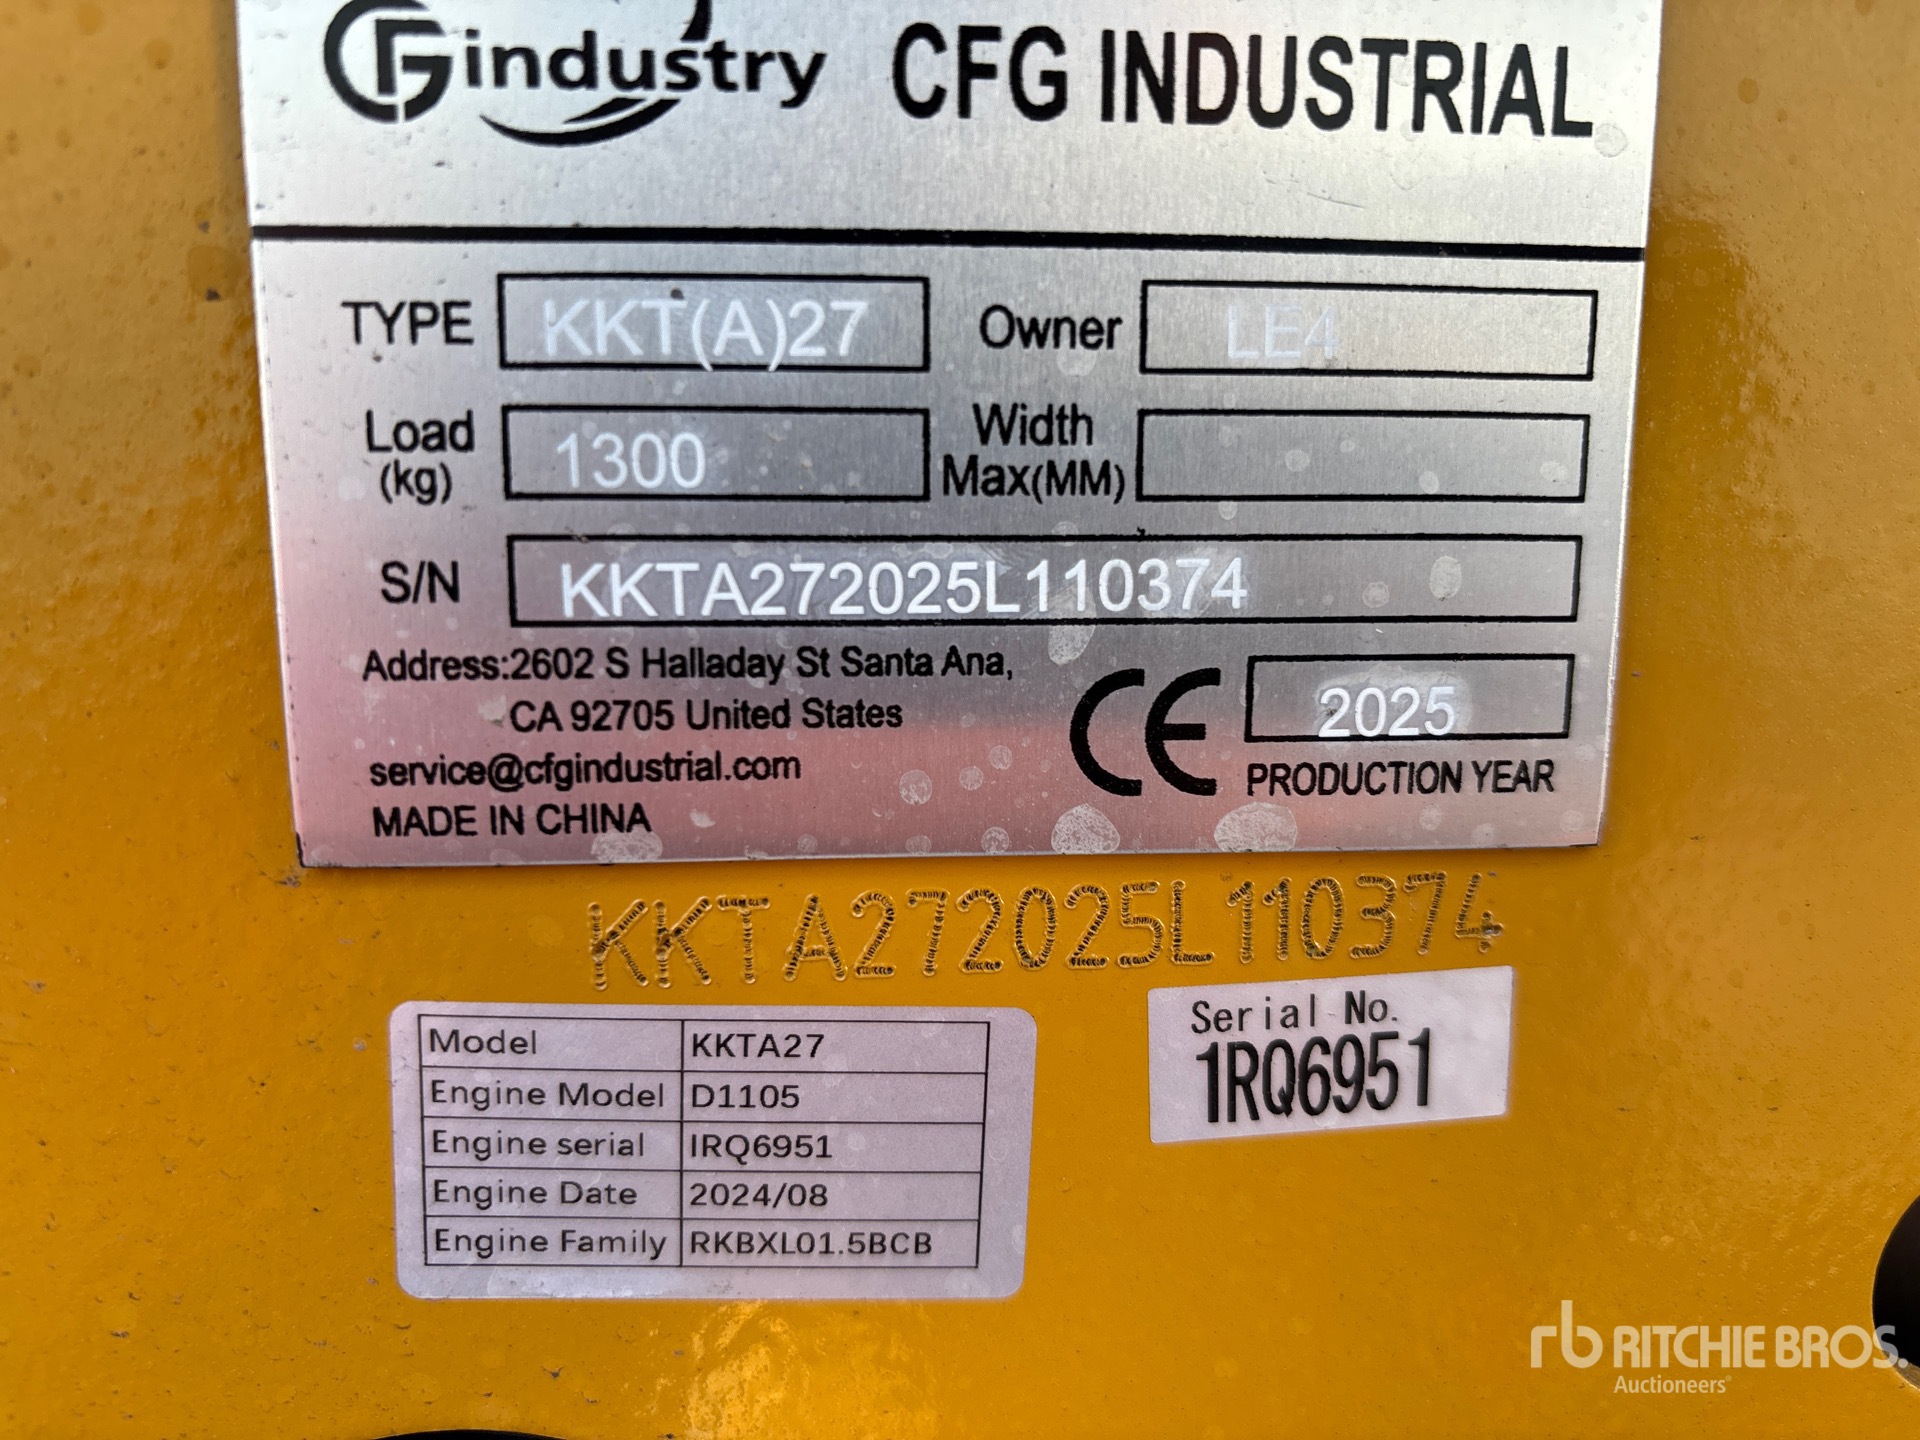 CFGindustry CFG INDUSTRIAL
TYPE KKT(A)27 Owner LE4
Load (kg) 1300 Width Max(MM)
S/N KKTA272025L110374
Address:2602 S Halladay St Santa Ana,
CA 92705 United States
service@cfgindustrial.com
MADE IN CHINA
CE 2025
PRODUCTION YEAR
KKTA272025L110374
Model KKTA27
Engine Model D1105
Engine serial IRQ6951
Engine Date 2024/08
Engine Family RKBXL01.5BCB
Serial No.
1RQ6951
rb RITCHIE BROS.
Auctioneers